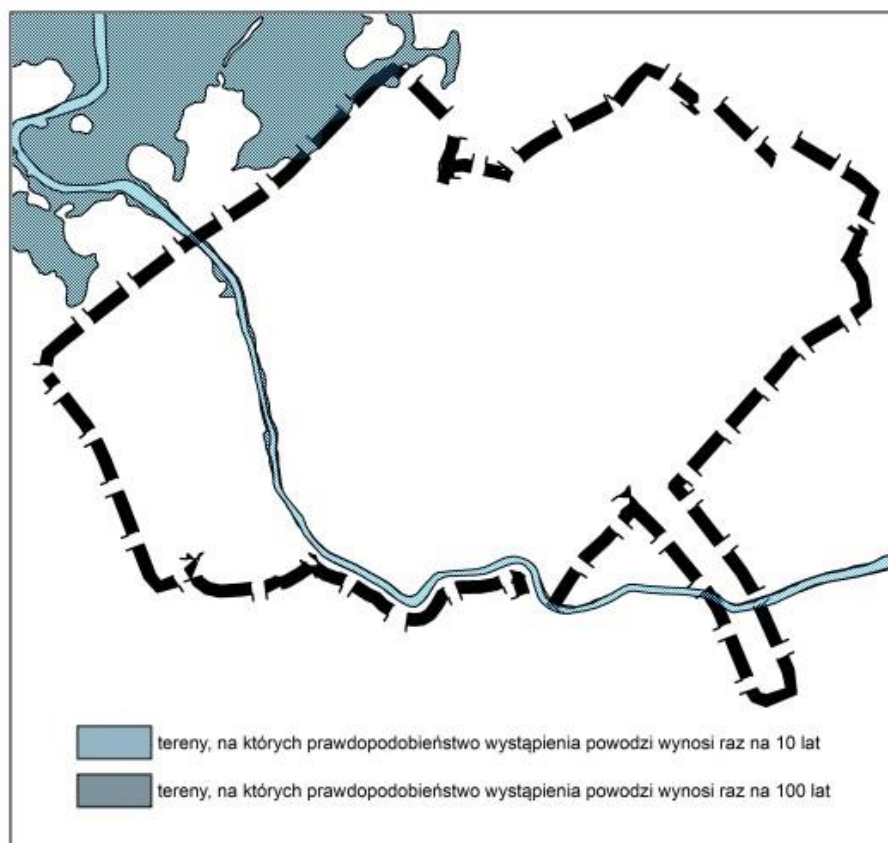 tereny, na których prawdopodobieństwo wystąpienia powodzi wynosi raz na 10 lat
tereny, na których prawdopodobieństwo wystąpienia powodzi wynosi raz na 100 lat